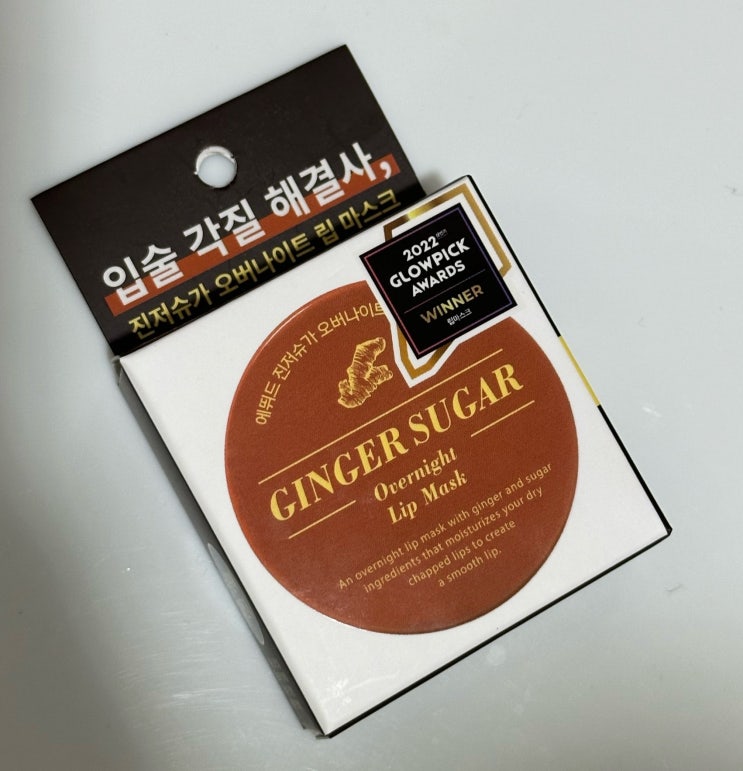 입술 각질 해결사,
진저슈가 오버나이트 립 마스크
2022
GLOWPICK
AWARDS
WINNER
립마스크
에뛰드 진저슈가 오버나이트
GINGER SUGAR
Overnight
Lip Mask
An overnight lip mask with ginger and sugar
ingredients that moisturizes your dry
chapped lips to create
a smooth lip.